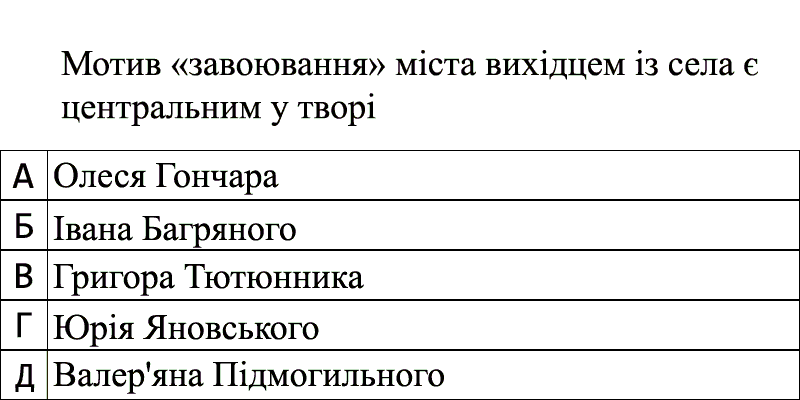 Мотив «завоювання» міста вихідцем із села є
центральним у творі
А Олеся Гончара
Б Івана Багряного
В Григора Тютюнника
Г Юрія Яновського
Д Валер'яна Підмогильного